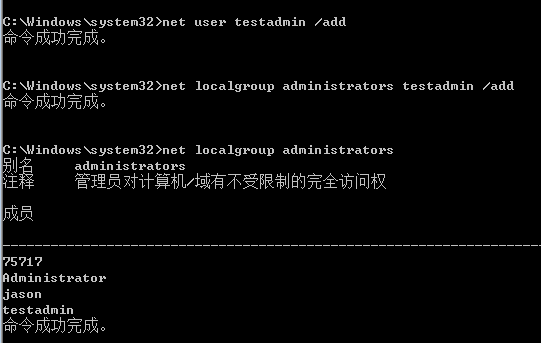 C:\Windows\system32>net user testadmin /add
命令成功完成。
C:\Windows\system32>net localgroup administrators testadmin /add
命令成功完成。
C:\Windows\system32>net localgroup administrators
别名     administrators
注释     管理员对计算机/域有不受限制的完全访问权
成员
-------------------------------------------------------------------------------
75717
Administrator
jason
testadmin
命令成功完成。